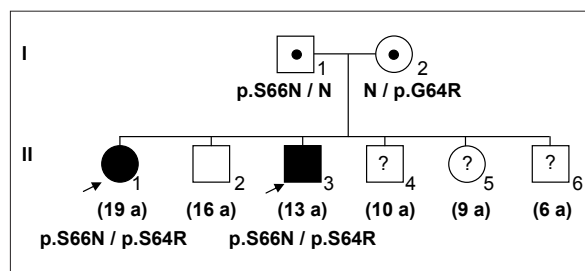 I
1
2
p.S66N / N
N / p.G64R
II
1
2
3
? 4
? 5
? 6
(19 a)
(16 a)
(13 a)
(10 a)
(9 a)
(6 a)
p.S66N / p.S64R
p.S66N / p.S64R